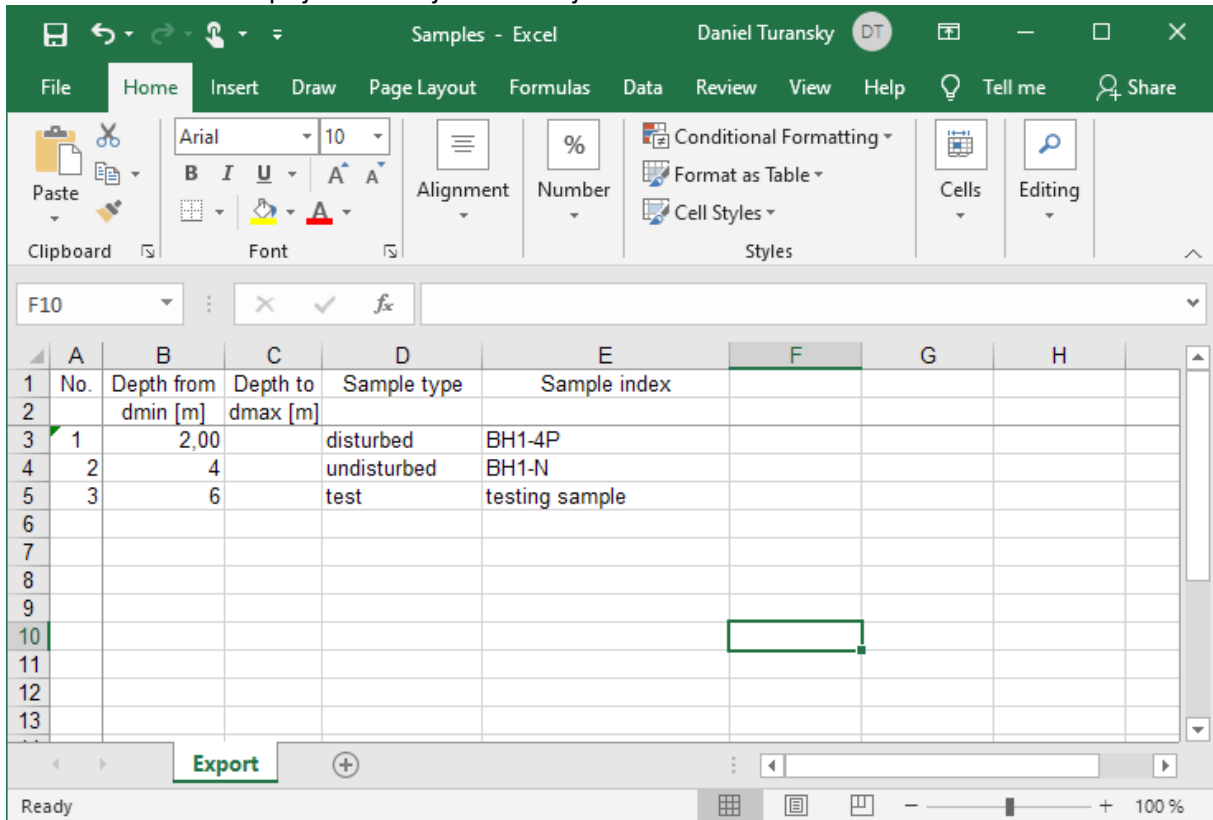 Samples - Excel Daniel Turansky DT
File Home Insert Draw Page Layout Formulas Data Review View Help Tell me Share
Arial 10
Conditional Formatting
B I U A A
Format as Table
Paste Alignment Number Cells Editing
A
Cell Styles
Clipboard Font Styles
F10 fx
A B C D E F G H
1 No. Depth from Depth to Sample type Sample index
2 dmin [m] dmax [m]
3 1 2,00 disturbed BH1-4P
4 2 4 undisturbed BH1-N
5 3 6 test testing sample
6
7
8
9
10
11
12
13
Export
Ready 100 %